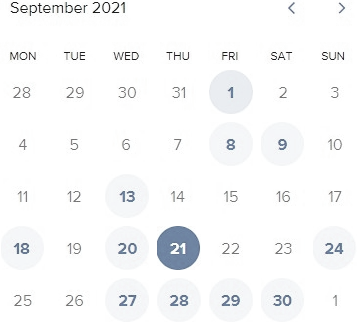 September 2021
MON TUE WED THU FRI SAT SUN
28 29 30 31 1 2 3
4 5 6 7 8 9 10
11 12 13 14 15 16 17
18 19 20 21 22 23 24
25 26 27 28 29 30 1